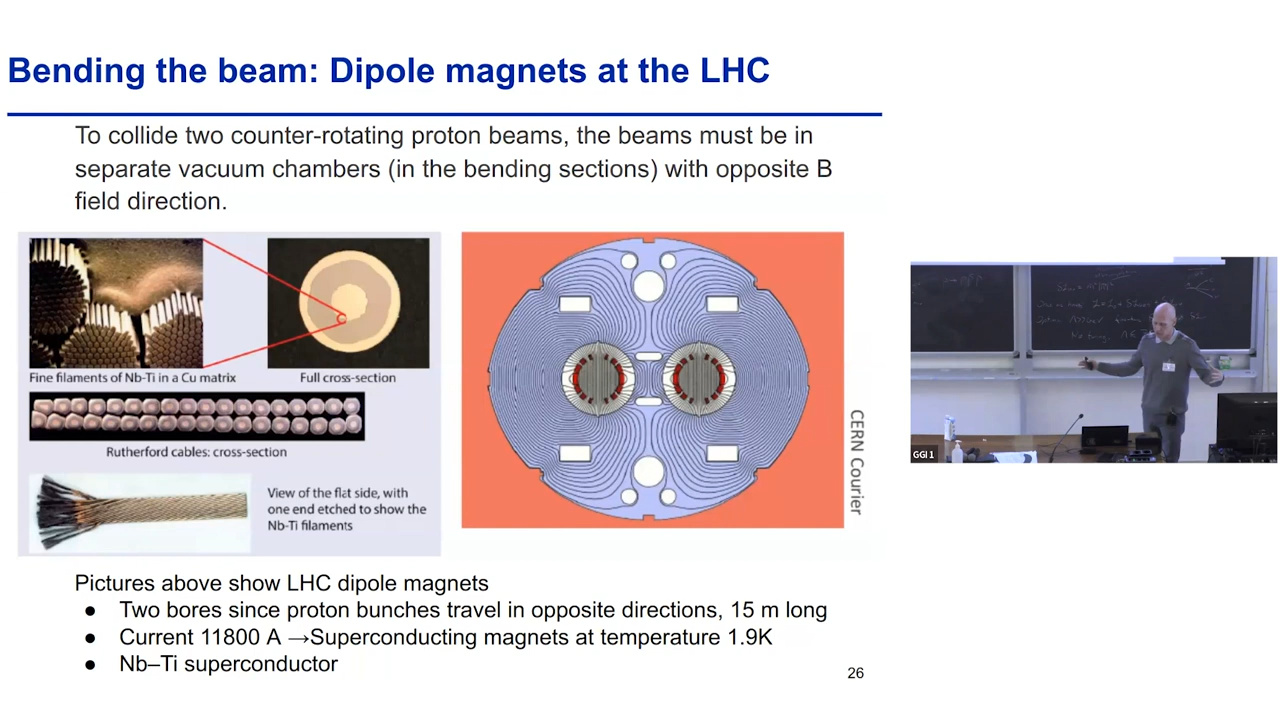 Bending the beam: Dipole magnets at the LHC
To collide two counter-rotating proton beams, the beams must be in
separate vacuum chambers (in the bending sections) with opposite B
field direction.
Fine filaments of Nb-Ti in a Cu matrix
Full cross-section
Rutherford cables: cross-section
View of the flat side, with
one end etched to show the
Nb-Ti filaments
CERN Courier
Pictures above show LHC dipole magnets
● Two bores since proton bunches travel in opposite directions, 15 m long
● Current 11800 A →Superconducting magnets at temperature 1.9K
● Nb–Ti superconductor
26
GGI 1